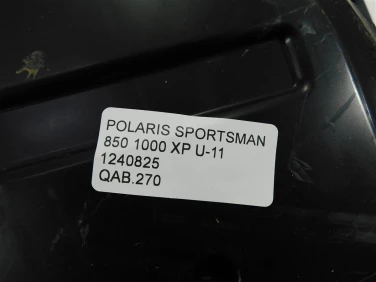 POLARIS SPORTSMAN
850 1000 XP U-11
1240825
QAB.270